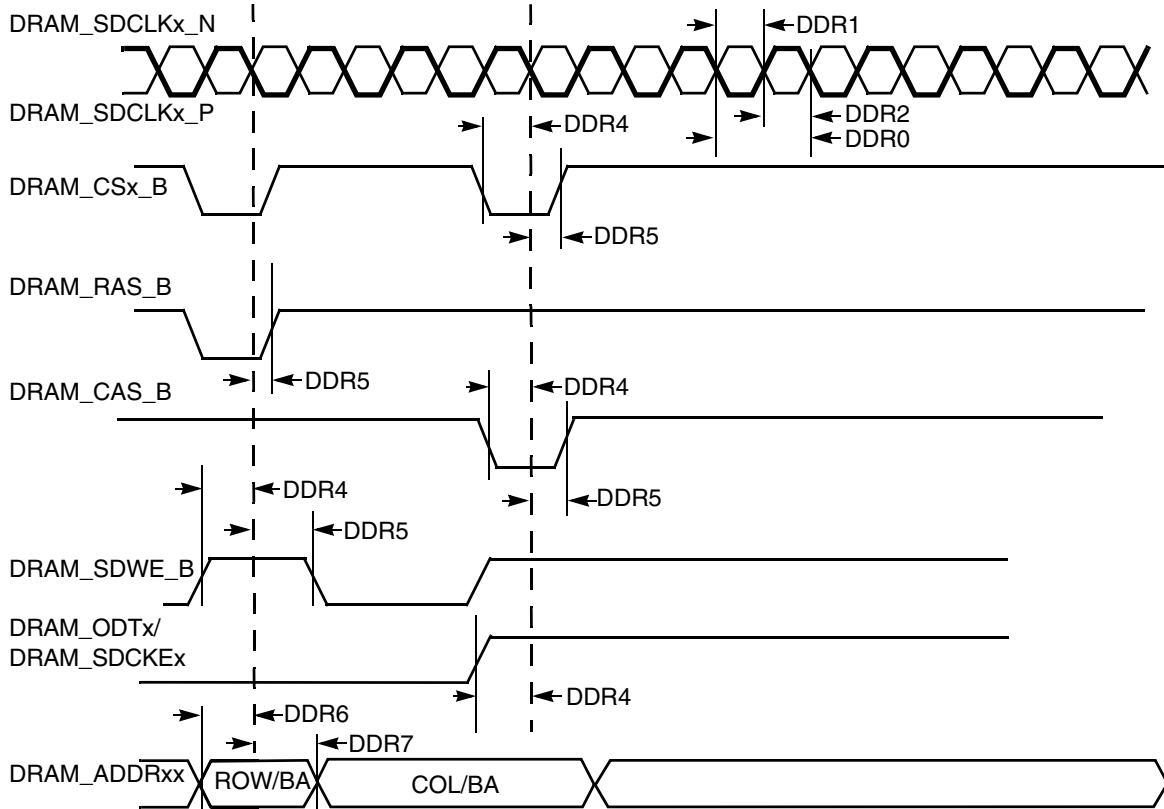 DRAM_SDCLKx_N
DDR1
DRAM_SDCLKx_P
DDR4
DDR2
DDR0
DRAM_CSx_B
DDR5
DRAM_RAS_B
DDR5
DDR4
DRAM_CAS_B
DDR4
DDR5
DDR5
DRAM_SDWE_B
DRAM_ODTx/
DRAM_SDCKEx
DDR4
DDR6
DDR7
DRAM_ADDRxx
ROW/BA
COL/BA